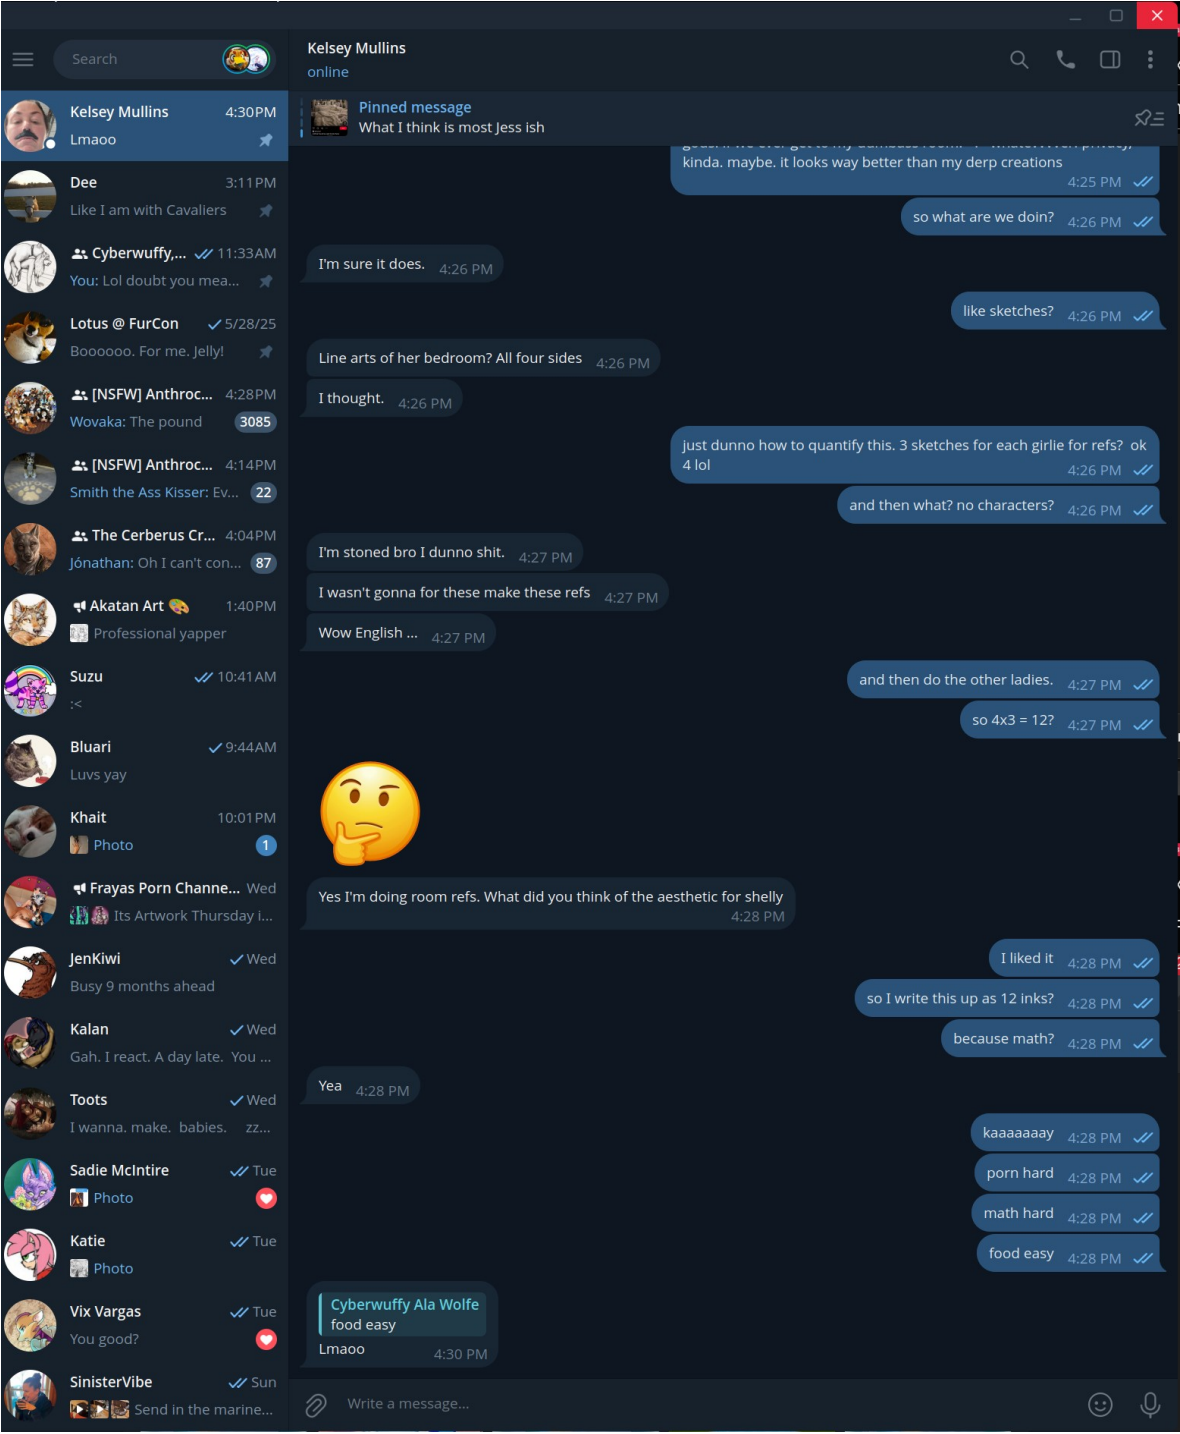 Search
Kelsey Mullins 4:30PM
Lmaoo
Dee 3:11PM
Like I am with Cavaliers
Cyberwuffy,... 11:33AM
You: Lol doubt you mea...
Lotus @ FurCon 5/28/25
Boooooo. For me. Jelly!
[NSFW] Anthroc... 4:28PM
Wovaka: The pound 3085
[NSFW] Anthroc... 4:14PM
Smith the Ass Kisser: Ev... 22
The Cerberus Cr... 4:04PM
Jónathan: Oh I can't con... 87
Akatan Art 🎨 1:40PM
Professional yapper
Suzu 10:41AM
:<
Bluari 9:44AM
Luvs yay
Khait 10:01PM
Photo 1
Frayas Porn Channe... Wed
Its Artwork Thursday i...
JenKiwi Wed
Busy 9 months ahead
Kalan Wed
Gah. I react. A day late. You ...
Toots Wed
I wanna. make. babies. zz...
Sadie McIntire Tue
Photo
Katie Tue
Photo
Vix Vargas Tue
You good?
SinisterVibe Sun
Send in the marine...
Kelsey Mullins
online
Pinned message
What I think is most Jess ish
kinda. maybe. it looks way better than my derp creations
4:25 PM
so what are we doin? 4:26 PM
I'm sure it does. 4:26 PM
like sketches? 4:26 PM
Line arts of her bedroom? All four sides 4:26 PM
I thought. 4:26 PM
just dunno how to quantify this. 3 sketches for each girlie for refs? ok
4 lol 4:26 PM
and then what? no characters? 4:26 PM
I'm stoned bro I dunno shit. 4:27 PM
I wasn't gonna for these make these refs 4:27 PM
Wow English ... 4:27 PM
and then do the other ladies. 4:27 PM
so 4x3 = 12? 4:27 PM
Yes I'm doing room refs. What did you think of the aesthetic for shelly
4:28 PM
I liked it 4:28 PM
so I write this up as 12 inks? 4:28 PM
because math? 4:28 PM
Yea 4:28 PM
kaaaaaaay 4:28 PM
porn hard 4:28 PM
math hard 4:28 PM
food easy 4:28 PM
Cyberwuffy Ala Wolfe
food easy
Lmaoo 4:30 PM
Write a message...